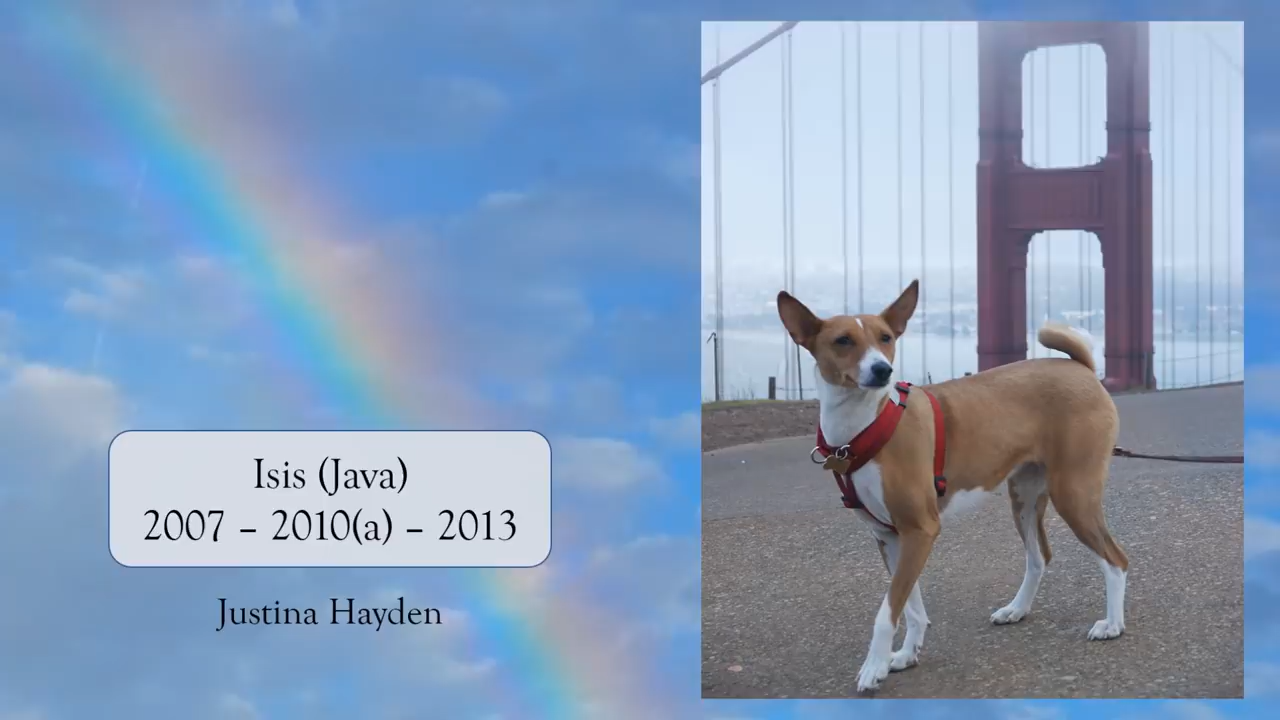 Isis (Java)
2007 – 2010(a) – 2013
Justina Hayden